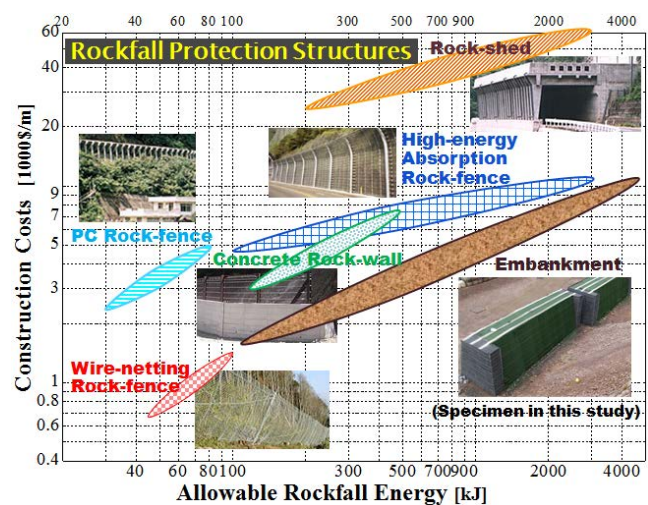 20 40 60 80 100 300 500 700 900 2000 4000
Rockfall Protection Structures
Rock-shed
High-energy
Absorption
Rock-fence
PC Rock-fence
Concrete Rock-wall
Embankment
Wire-netting
Rock-fence
(Specimen in this study)
Construction Costs [1000$/m]
60
40
20
9
7
5
3
1
0.8
0.6
0.4
20 40 60 80 100 300 500 700 900 2000 4000
Allowable Rockfall Energy [kJ]